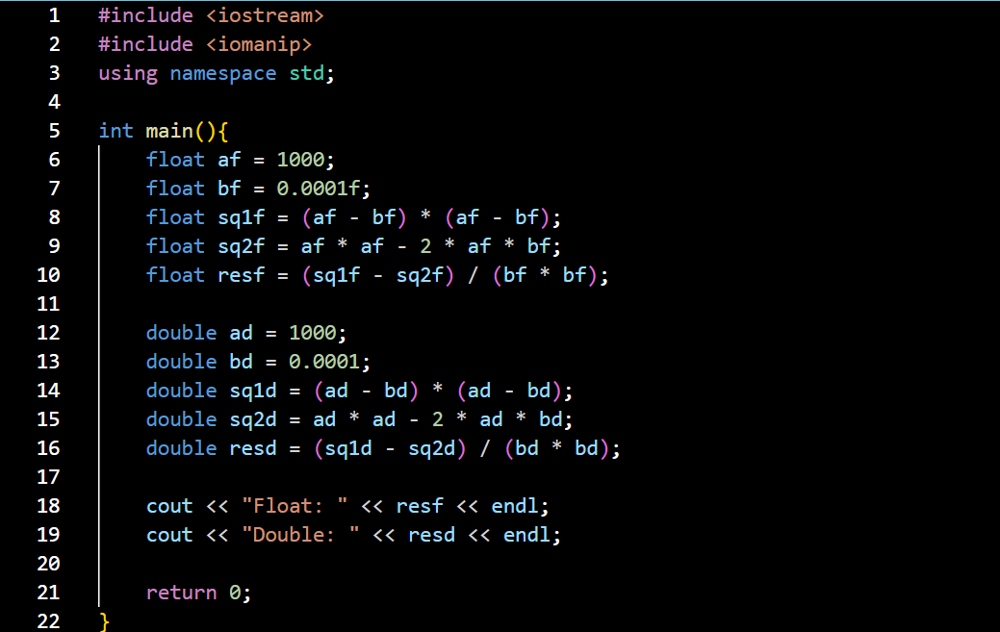 1 #include <iostream>
2 #include <iomanip>
3 using namespace std;
4
5 int main(){
6     float af = 1000;
7     float bf = 0.0001f;
8     float sq1f = (af - bf) * (af - bf);
9     float sq2f = af * af - 2 * af * bf;
10     float resf = (sq1f - sq2f) / (bf * bf);
11
12     double ad = 1000;
13     double bd = 0.0001;
14     double sq1d = (ad - bd) * (ad - bd);
15     double sq2d = ad * ad - 2 * ad * bd;
16     double resd = (sq1d - sq2d) / (bd * bd);
17
18     cout << "Float: " << resf << endl;
19     cout << "Double: " << resd << endl;
20
21     return 0;
22 }